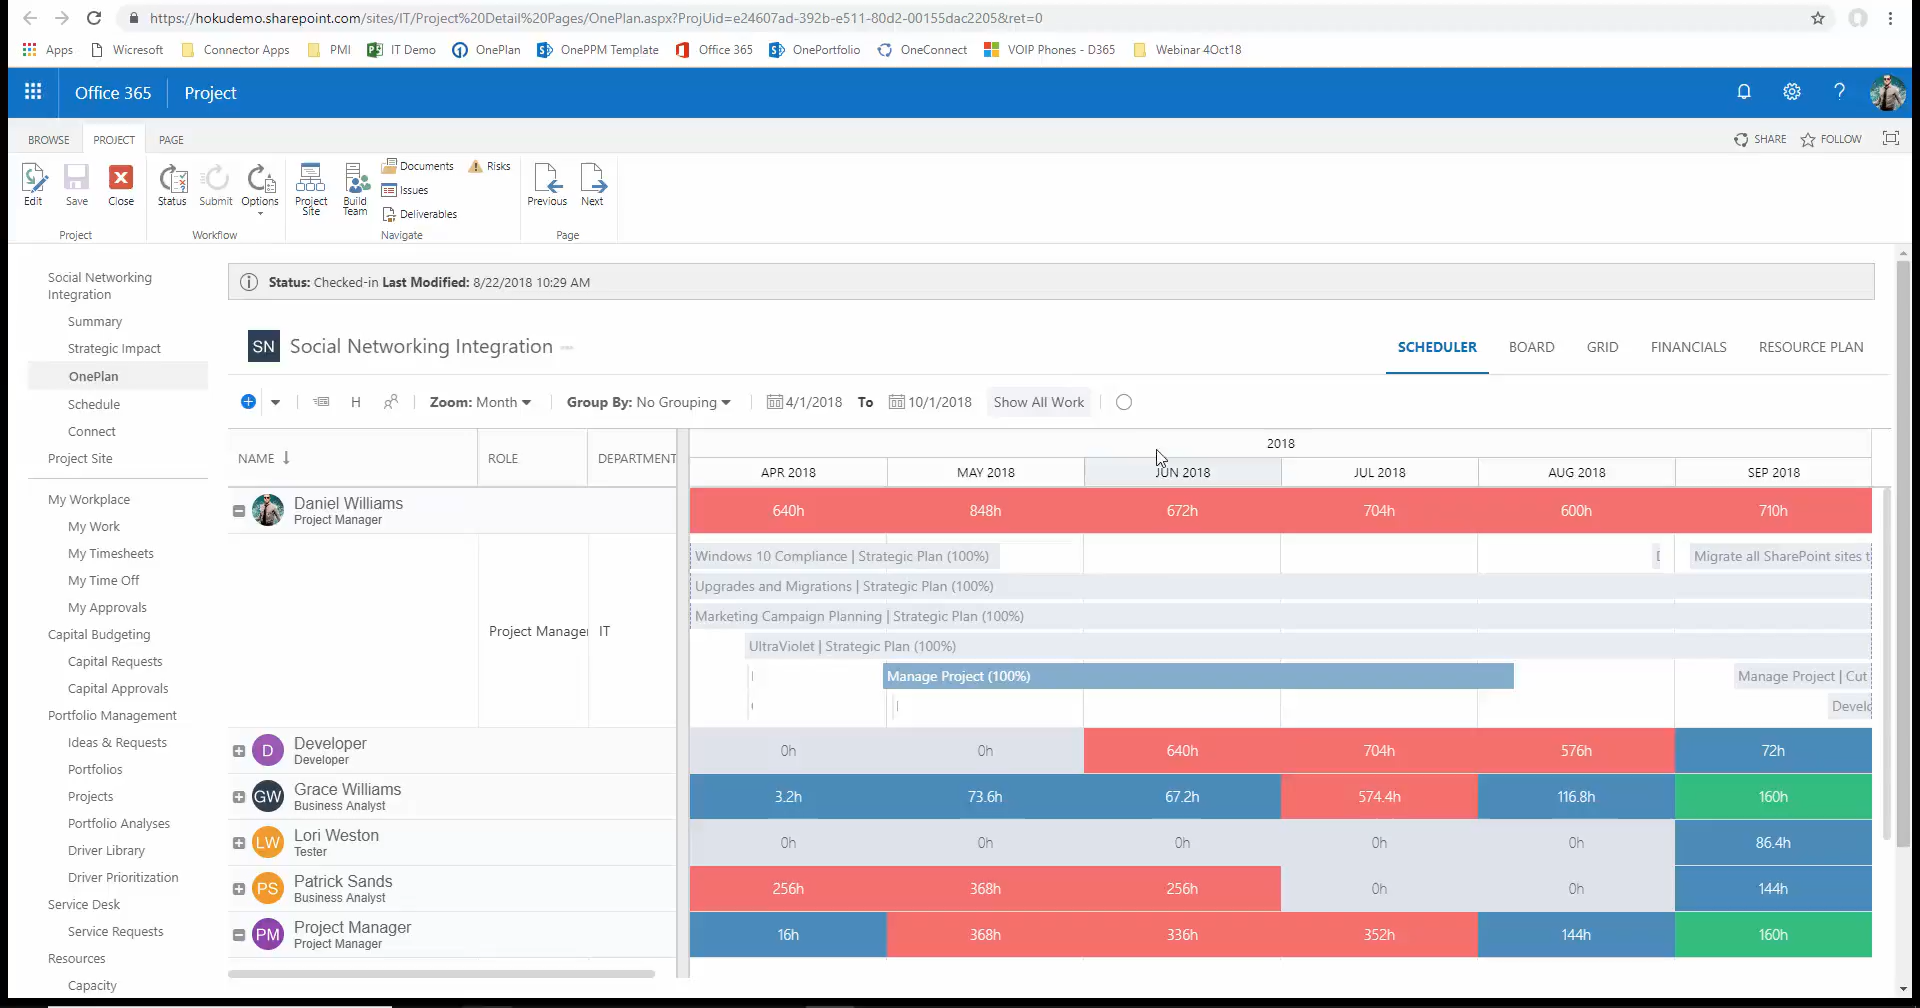 https://hokudemo.sharepoint.com/sites/IT/Project%20Detail%20Pages/OnePlan.aspx?ProjUid=e24607ad-392b-e511-80d2-00155dac2205&ret=0
Apps Wicresoft Connector Apps PMI IT Demo OnePlan OnePPM Template Office 365 OnePortfolio OneConnect VOIP Phones - D365 Webinar 4Oct18
Office 365 Project
BROWSE PROJECT PAGE SHARE FOLLOW
Edit Save Close Status Submit Options Project Site Build Team Previous Next
Documents Risks
Issues
Deliverables
Project Workflow Navigate Page
Social Networking
Integration
Summary
Strategic Impact
OnePlan
Schedule
Connect
Project Site
My Workplace
My Work
My Timesheets
My Time Off
My Approvals
Capital Budgeting
Capital Requests
Capital Approvals
Portfolio Management
Ideas & Requests
Portfolios
Projects
Portfolio Analyses
Driver Library
Driver Prioritization
Service Desk
Service Requests
Resources
Capacity
Status: Checked-in Last Modified: 8/22/2018 10:29 AM
SN Social Networking Integration
SCHEDULER BOARD GRID FINANCIALS RESOURCE PLAN
H Zoom: Month Group By: No Grouping 4/1/2018 To 10/1/2018 Show All Work
NAME ROLE DEPARTMENT
2018
APR 2018 MAY 2018 JUN 2018 JUL 2018 AUG 2018 SEP 2018
Daniel Williams
Project Manager
640h 848h 672h 704h 600h 710h
Windows 10 Compliance | Strategic Plan (100%) Migrate all SharePoint sites t
Upgrades and Migrations | Strategic Plan (100%)
Marketing Campaign Planning | Strategic Plan (100%)
Project Manager IT
UltraViolet | Strategic Plan (100%)
Manage Project (100%) Manage Project | Cut
Develo
D Developer
Developer
0h 0h 640h 704h 576h 72h
GW Grace Williams
Business Analyst
3.2h 73.6h 67.2h 574.4h 116.8h 160h
LW Lori Weston
Tester
0h 0h 0h 0h 0h 86.4h
PS Patrick Sands
Business Analyst
256h 368h 256h 0h 0h 144h
PM Project Manager
Project Manager
16h 368h 336h 352h 144h 160h